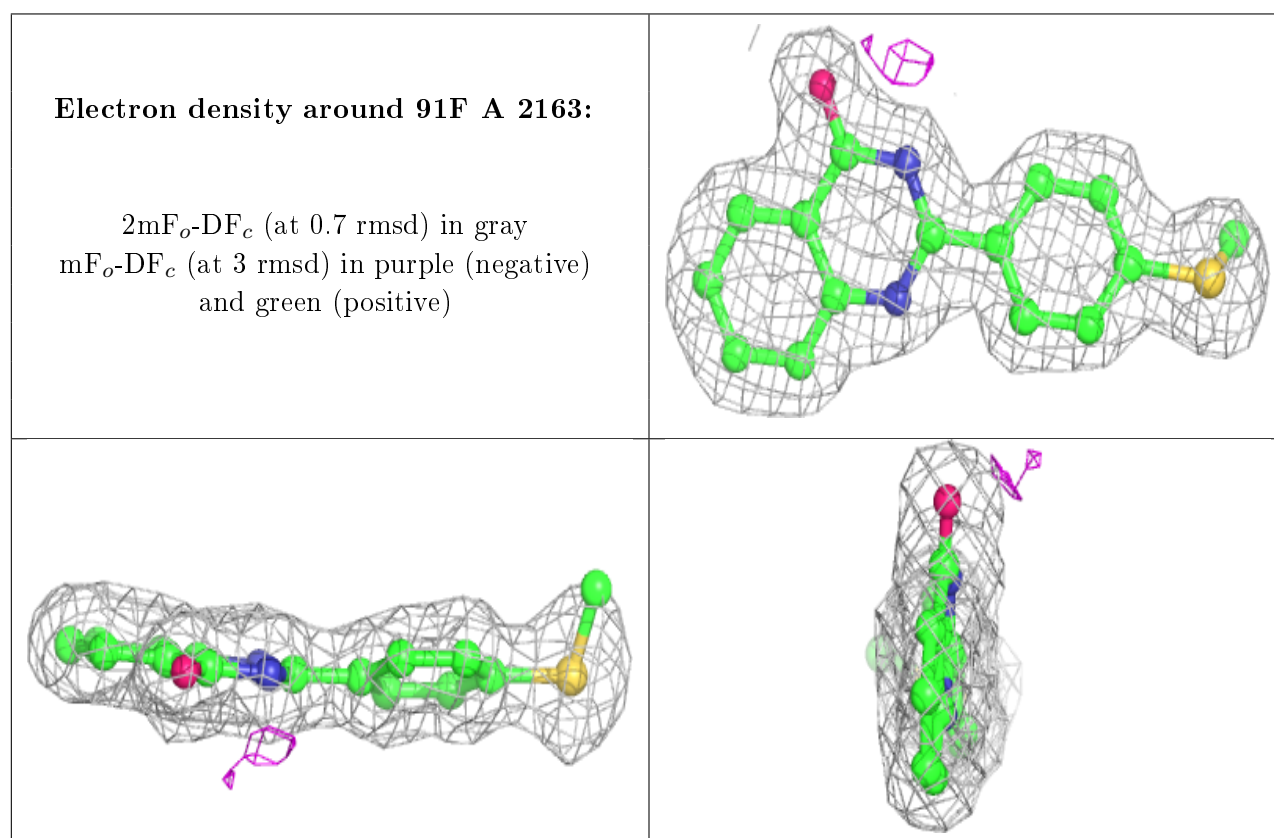 Electron density around 91F A 2163:
2mFₒ-DF𝒸 (at 0.7 rmsd) in gray
mFₒ-DF𝒸 (at 3 rmsd) in purple (negative)
and green (positive)